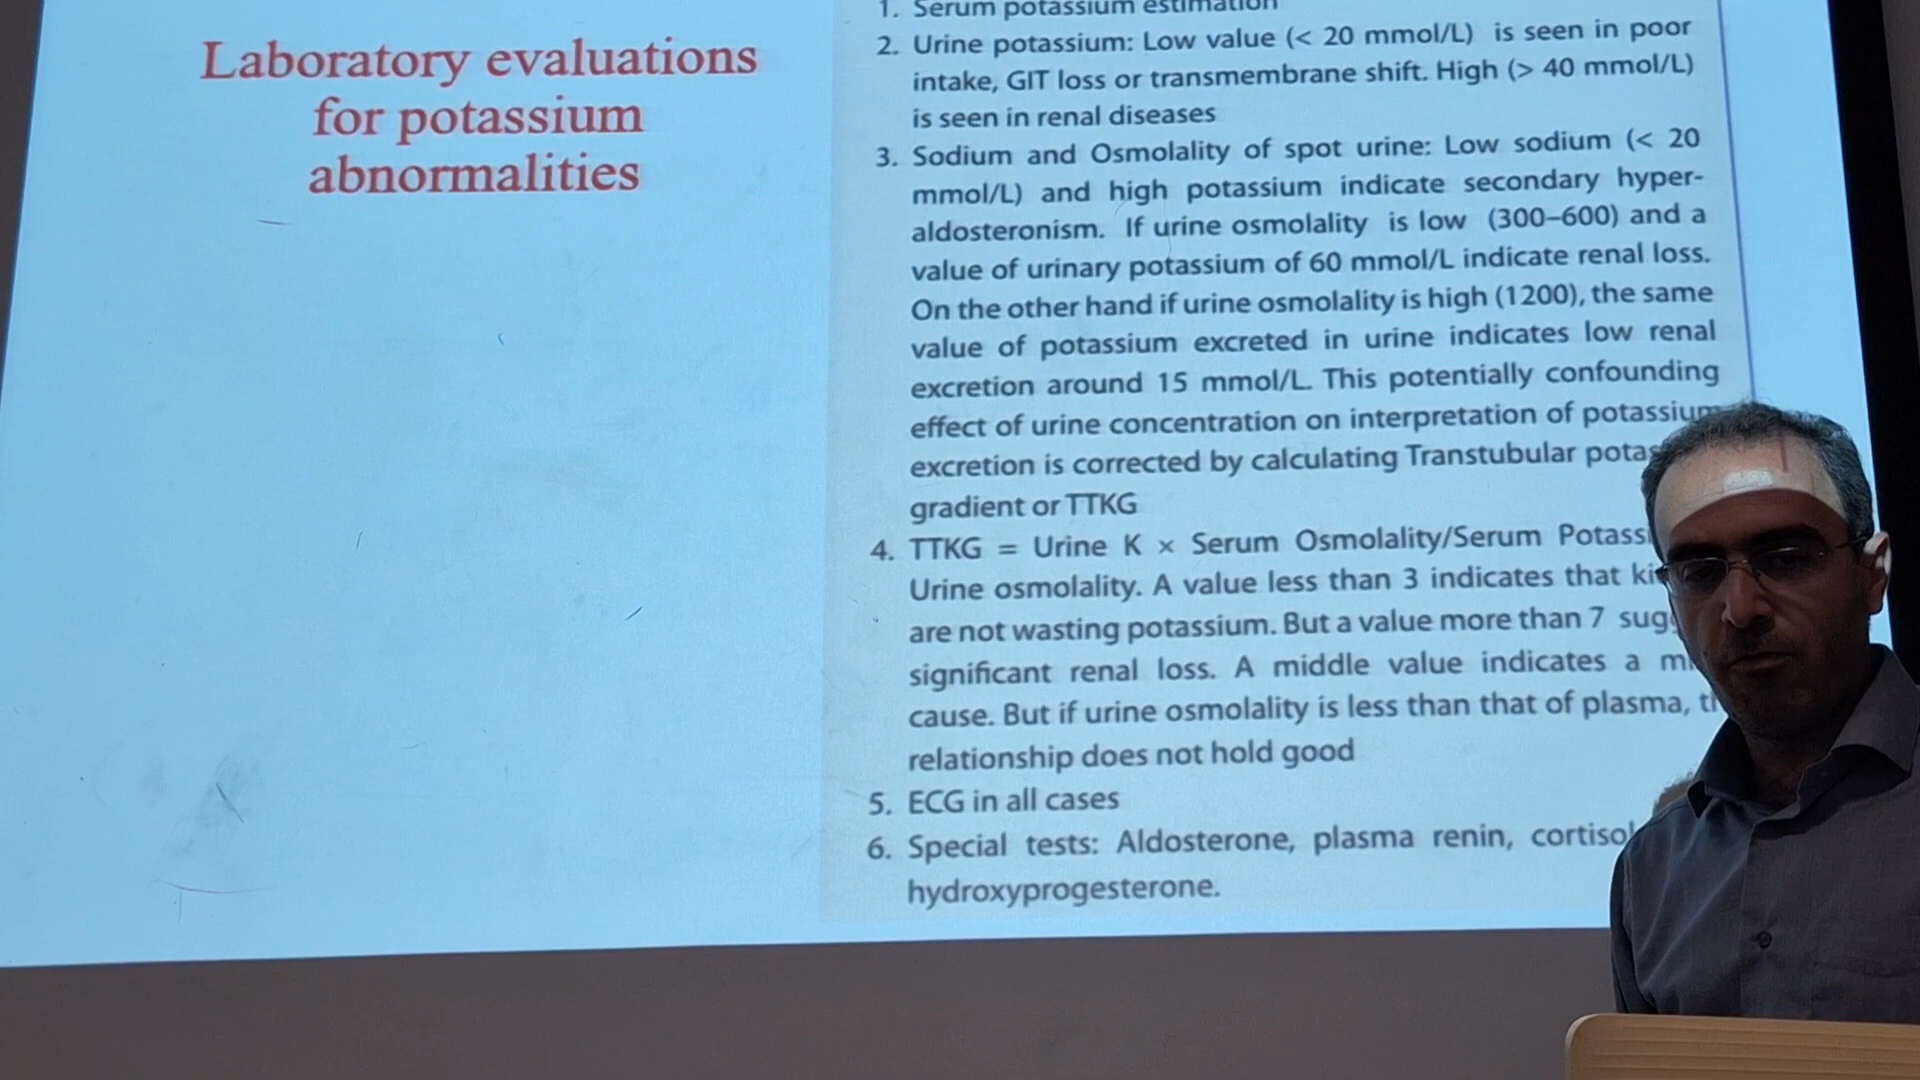 Laboratory evaluations
for potassium
abnormalities
1. Serum potassium estimation
2. Urine potassium: Low value (< 20 mmol/L) is seen in poor
intake, GIT loss or transmembrane shift. High (> 40 mmol/L)
is seen in renal diseases
3. Sodium and Osmolality of spot urine: Low sodium (< 20
mmol/L) and high potassium indicate secondary hyper-
aldosteronism. If urine osmolality is low (300–600) and a
value of urinary potassium of 60 mmol/L indicate renal loss.
On the other hand if urine osmolality is high (1200), the same
value of potassium excreted in urine indicates low renal
excretion around 15 mmol/L. This potentially confounding
effect of urine concentration on interpretation of potassium
excretion is corrected by calculating Transtubular
gradient or TTKG
4. TTKG = Urine K × Serum Osmolality/Serum
Urine osmolality. A value less than 3 indicates that
are not wasting potassium. But a value more than 7
significant renal loss. A middle value indicates a
cause. But if urine osmolality is less than that of plasma,
relationship does not hold good
5. ECG in all cases
6. Special tests: Aldosterone, plasma renin, cortisol
hydroxyprogesterone.